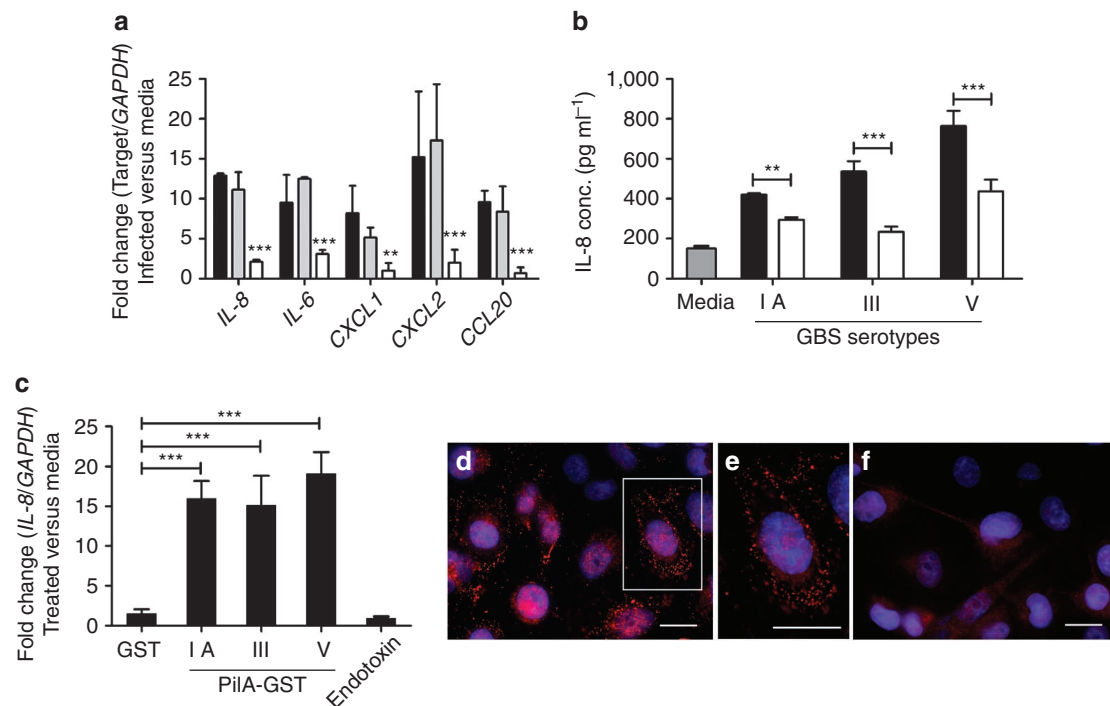 a
Fold change (Target/GAPDH)
Infected versus media
25
20
15
10
5
0
***
***
**
***
***
IL-8
IL-6
CXCL1
CXCL2
CCL20
b
IL-8 conc. (pg ml⁻¹)
1,000
800
600
400
200
0
**
***
***
Media
I A
III
V
GBS serotypes
c
Fold change (IL-8/GAPDH)
Treated versus media
25
20
15
10
5
0
***
***
***
GST
I A
III
V
Endotoxin
PilA-GST
d
e
f